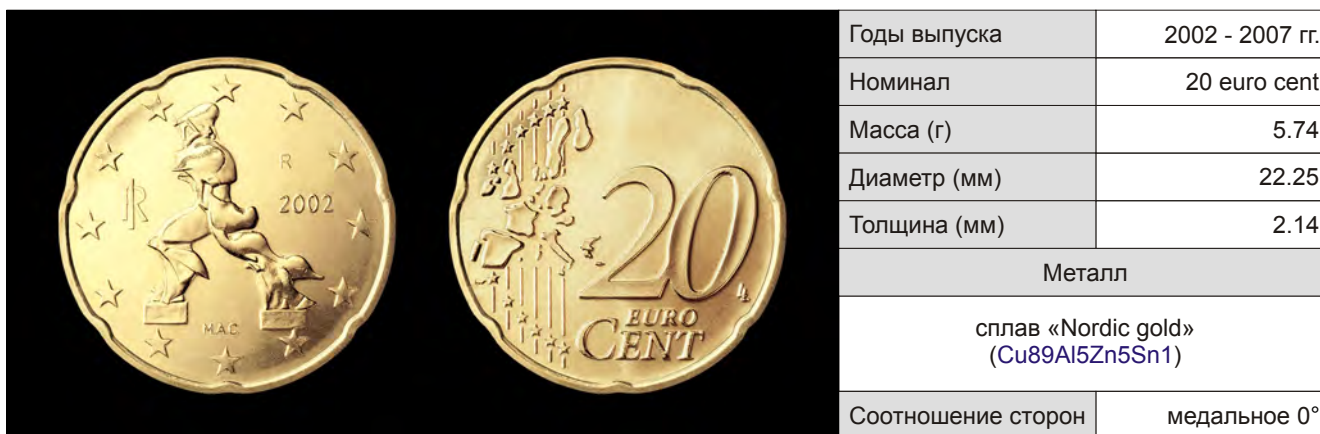 R
IR
2002
M.A.C.
20
EURO
CENT
Годы выпуска 2002 - 2007 гг.
Номинал 20 euro cent
Масса (г) 5.74
Диаметр (мм) 22.25
Толщина (мм) 2.14
Металл
сплав «Nordic gold»
(Cu89Al5Zn5Sn1)
Соотношение сторон медальное 0°